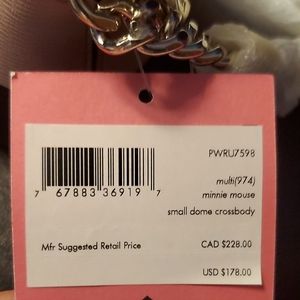 PWRU7598
multi(974)
minnie mouse
small dome crossbody
7 67883 36919 7
Mfr Suggested Retail Price
CAD $228.00
USD $178.00